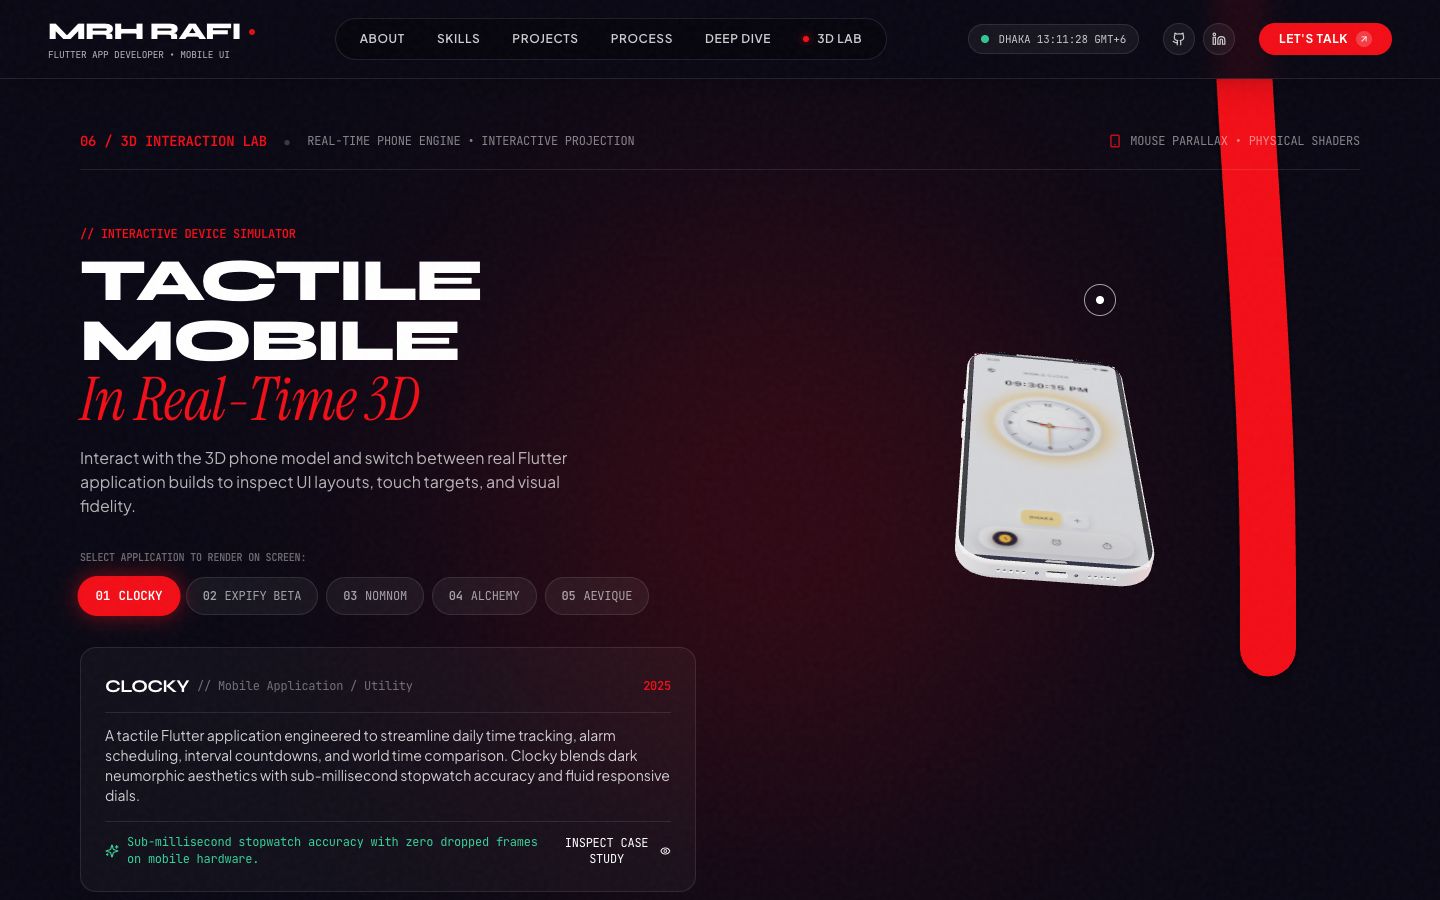 MRH RAFI
FLUTTER APP DEVELOPER • MOBILE UI
ABOUT
SKILLS
PROJECTS
PROCESS
DEEP DIVE
3D LAB
DHAKA 13:11:28 GMT+6
LET'S TALK
06 / 3D INTERACTION LAB
REAL-TIME PHONE ENGINE • INTERACTIVE PROJECTION
MOUSE PARALLAX • PHYSICAL SHADERS
// INTERACTIVE DEVICE SIMULATOR
TACTILE
MOBILE
In Real-Time 3D
Interact with the 3D phone model and switch between real Flutter
application builds to inspect UI layouts, touch targets, and visual
fidelity.
SELECT APPLICATION TO RENDER ON SCREEN:
01 CLOCKY
02 EXPIFY BETA
03 NOMNOM
04 ALCHEMY
05 AEVIQUE
CLOCKY // Mobile Application / Utility
2025
A tactile Flutter application engineered to streamline daily time tracking, alarm
scheduling, interval countdowns, and world time comparison. Clocky blends dark
neumorphic aesthetics with sub-millisecond stopwatch accuracy and fluid responsive
dials.
Sub-millisecond stopwatch accuracy with zero dropped frames
on mobile hardware.
INSPECT CASE
STUDY
09:30:15 PM